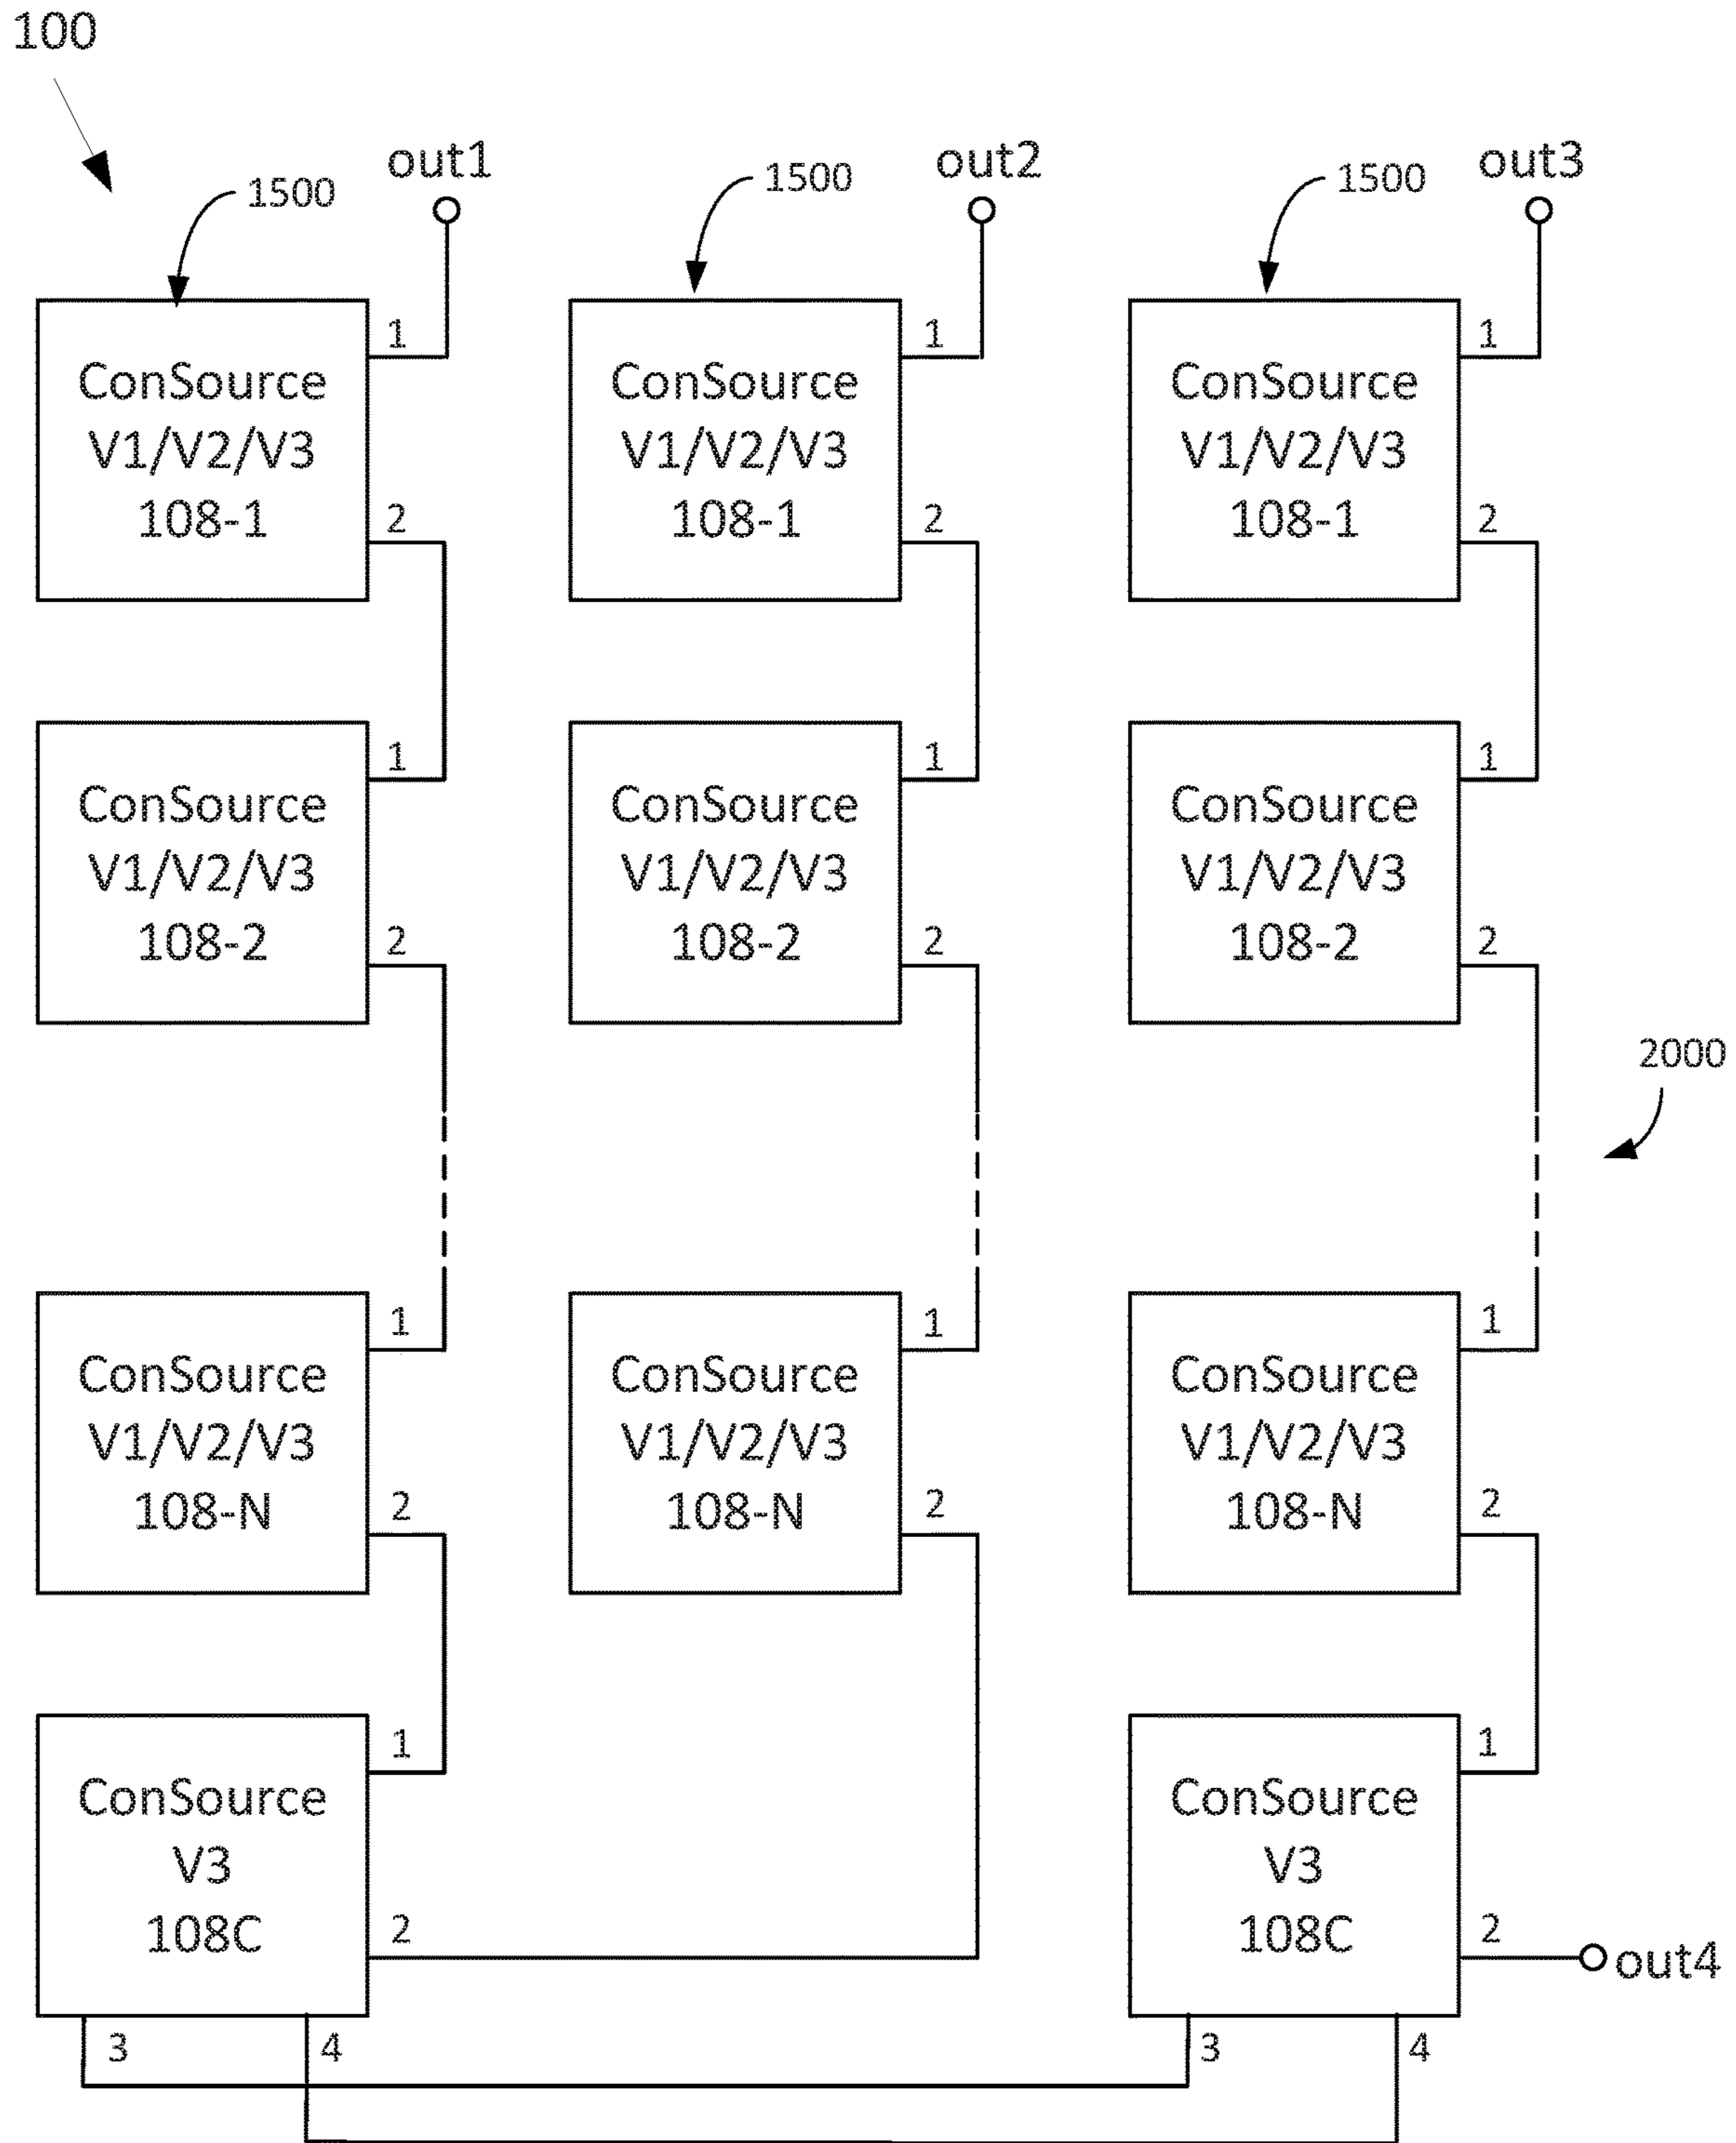 100
out1
out2
out3
1500
1500
1500
1
1
1
ConSource
V1/V2/V3
108-1
ConSource
V1/V2/V3
108-1
ConSource
V1/V2/V3
108-1
2
2
2
1
1
1
ConSource
V1/V2/V3
108-2
ConSource
V1/V2/V3
108-2
ConSource
V1/V2/V3
108-2
2
2
2
2000
1
1
1
ConSource
V1/V2/V3
108-N
ConSource
V1/V2/V3
108-N
ConSource
V1/V2/V3
108-N
2
2
2
1
1
ConSource
V3
108C
ConSource
V3
108C
2
2
out4
3
4
3
4